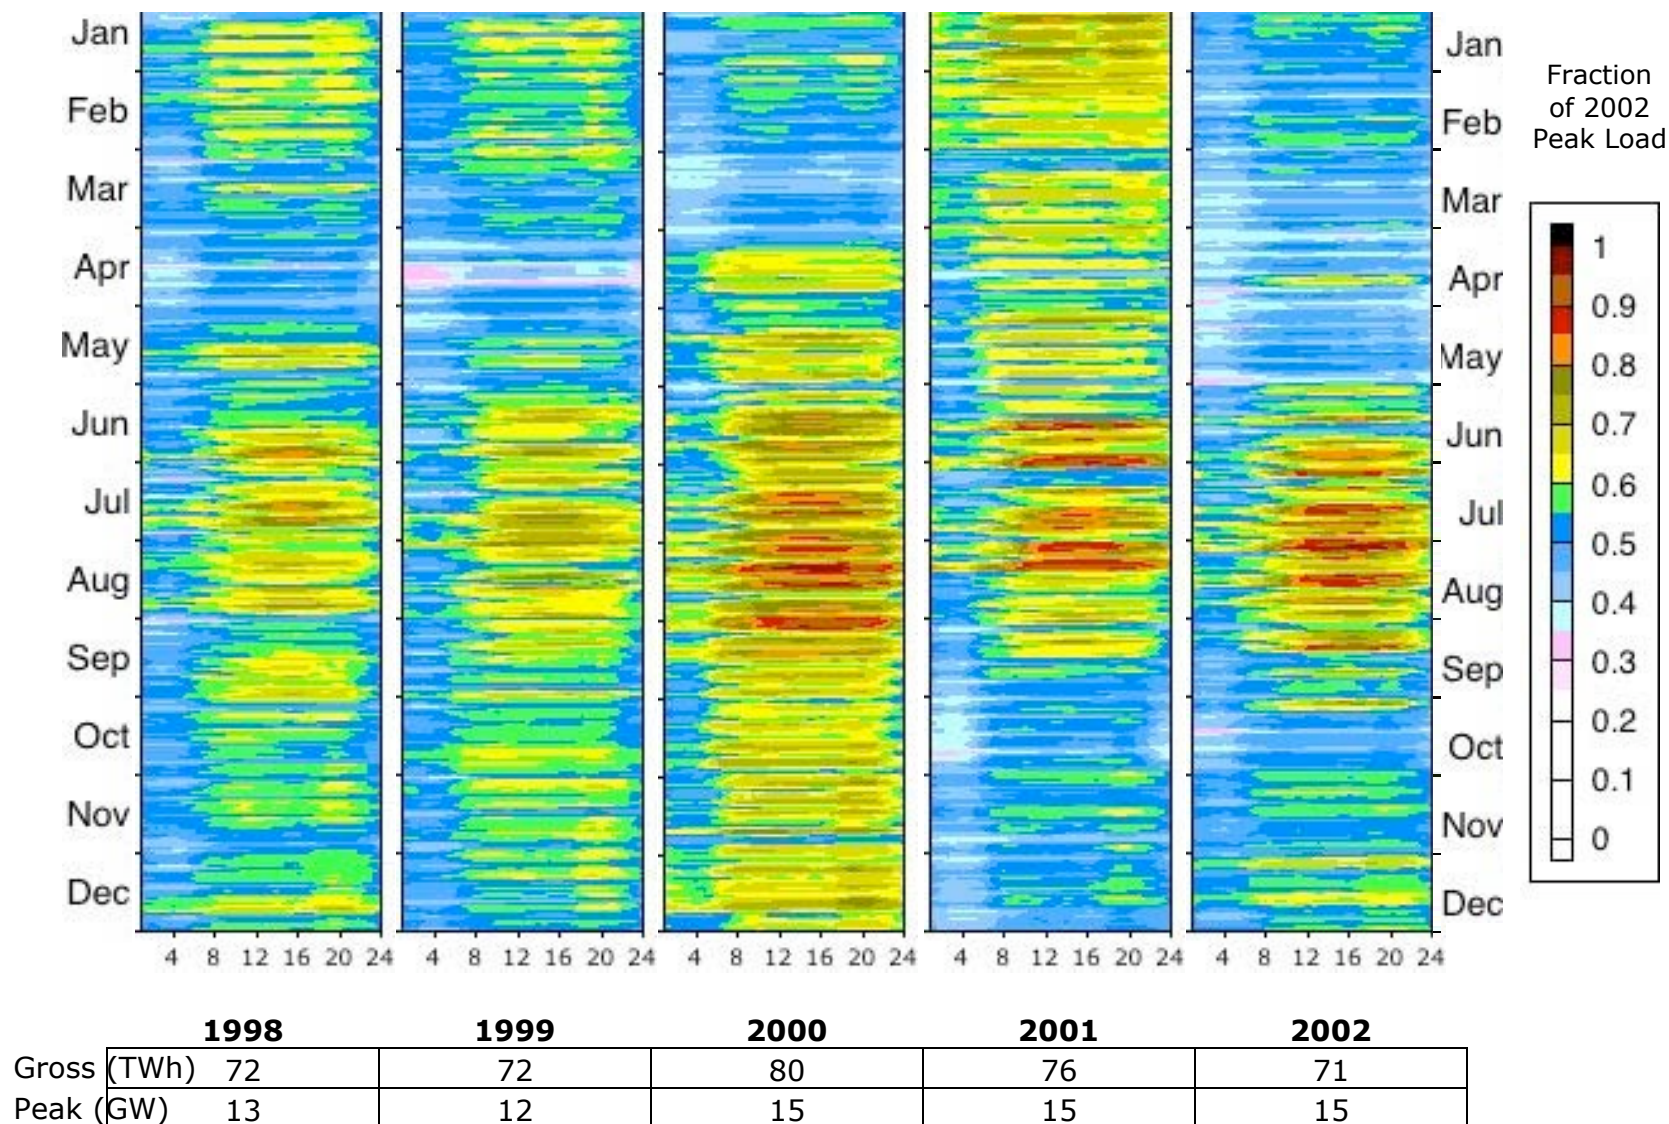 Jan
Feb
Mar
Apr
May
Jun
Jul
Aug
Sep
Oct
Nov
Dec
Jan
Feb
Mar
Apr
May
Jun
Jul
Aug
Sep
Oct
Nov
Dec
Fraction
of 2002
Peak Load
1
0.9
0.8
0.7
0.6
0.5
0.4
0.3
0.2
0.1
0
4 8 12 16 20 24
4 8 12 16 20 24
4 8 12 16 20 24
4 8 12 16 20 24
4 8 12 16 20 24
1998 1999 2000 2001 2002
Gross (TWh) 72 72 80 76 71
Peak (GW) 13 12 15 15 15